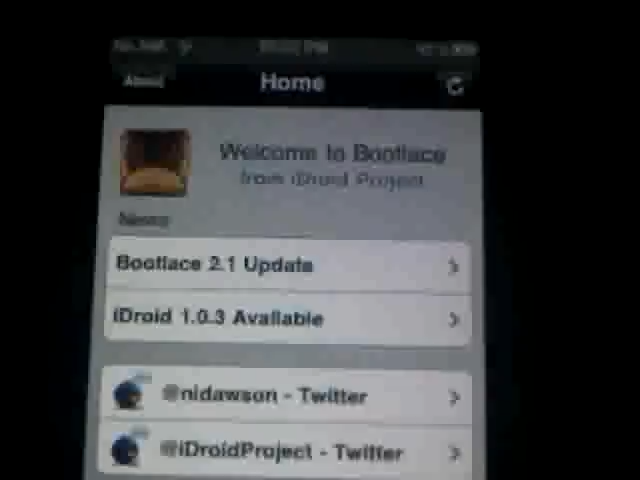 About
Home
Welcome to Bootlace
from iDroid Project
News
Bootlace 2.1 Update
iDroid 1.0.3 Available
@nidawson - Twitter
@iDroidProject - Twitter